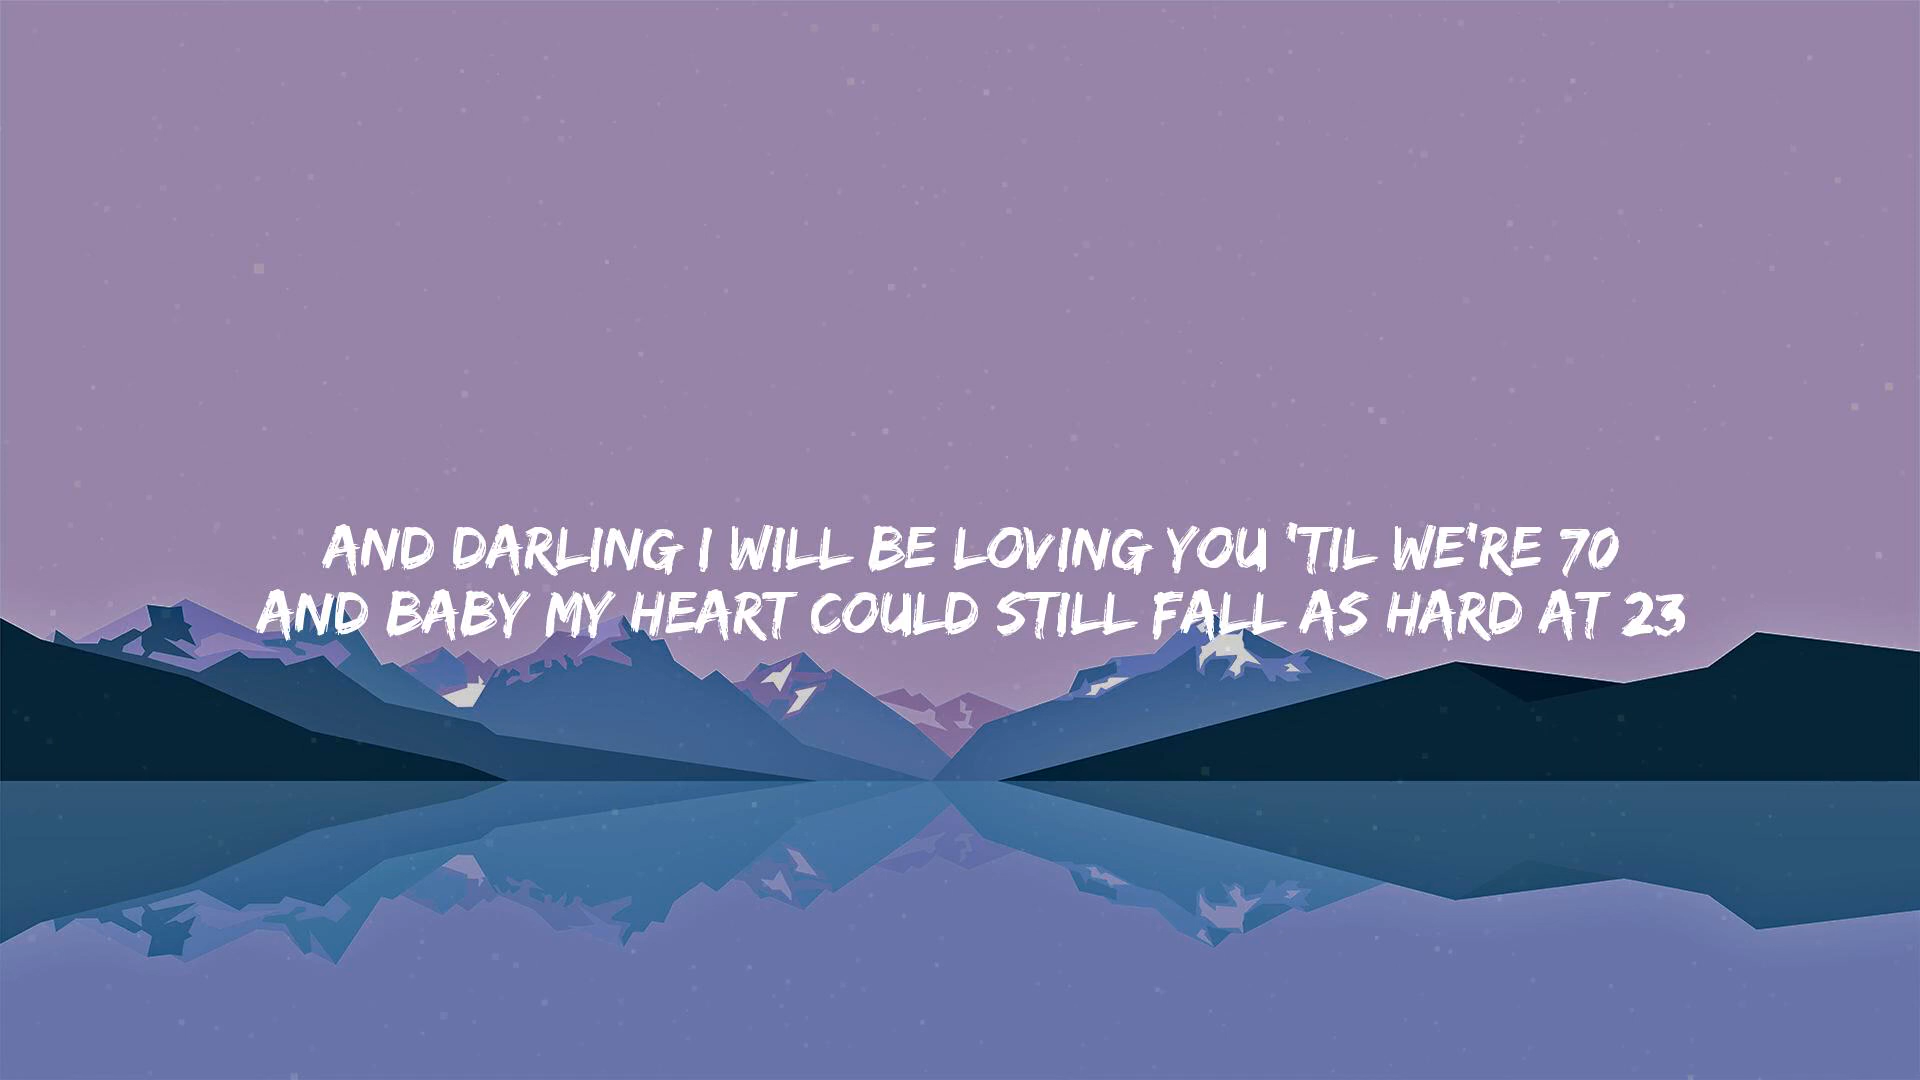 AND DARLING I WILL BE LOVING YOU 'TIL WE'RE 70
AND BABY MY HEART COULD STILL FALL AS HARD AT 23